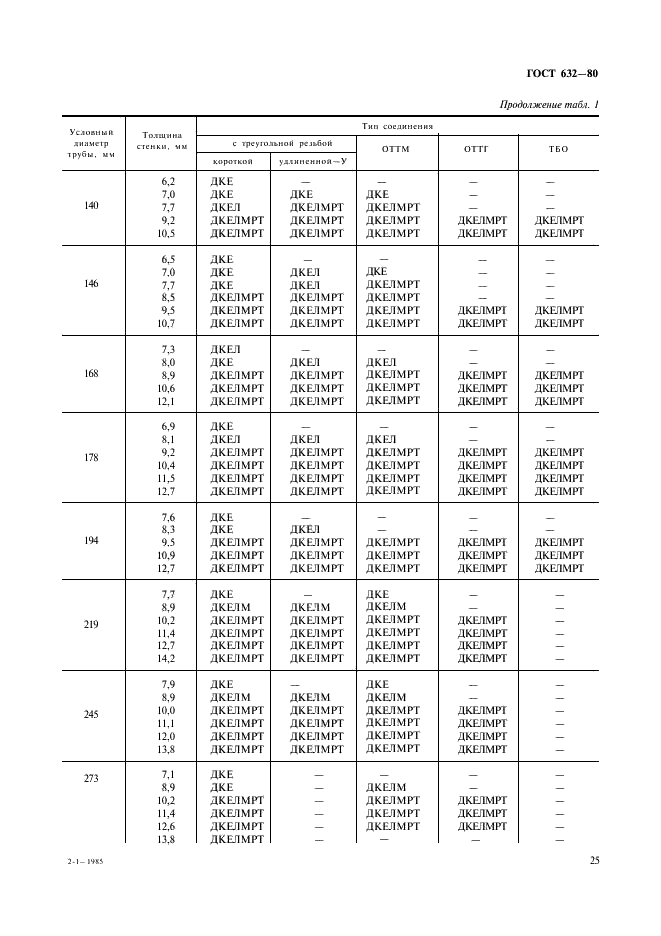 ГОСТ 632—80
Продолжение табл. 1
Условный диаметр трубы, мм
Толщина стенки, мм
Тип соединения
с треугольной резьбой
короткой
удлиненной—У
ОТТМ
ОТТГ
ТБО
140
6,2 ДКЕ — — — —
7,0 ДКЕ ДКЕ ДКЕ — —
7,7 ДКЕЛ ДКЕЛМРТ ДКЕЛМРТ — —
9,2 ДКЕЛМРТ ДКЕЛМРТ ДКЕЛМРТ ДКЕЛМРТ ДКЕЛМРТ
10,5 ДКЕЛМРТ ДКЕЛМРТ ДКЕЛМРТ ДКЕЛМРТ ДКЕЛМРТ
146
6,5 ДКЕ — — — —
7,0 ДКЕ ДКЕЛ ДКЕ — —
7,7 ДКЕ ДКЕЛ ДКЕЛМРТ — —
8,5 ДКЕЛМРТ ДКЕЛМРТ ДКЕЛМРТ — —
9,5 ДКЕЛМРТ ДКЕЛМРТ ДКЕЛМРТ ДКЕЛМРТ ДКЕЛМРТ
10,7 ДКЕЛМРТ ДКЕЛМРТ ДКЕЛМРТ ДКЕЛМРТ ДКЕЛМРТ
168
7,3 ДКЕЛ — — — —
8,0 ДКЕ ДКЕЛ ДКЕЛ — —
8,9 ДКЕЛМРТ ДКЕЛМРТ ДКЕЛМРТ ДКЕЛМРТ ДКЕЛМРТ
10,6 ДКЕЛМРТ ДКЕЛМРТ ДКЕЛМРТ ДКЕЛМРТ ДКЕЛМРТ
12,1 ДКЕЛМРТ ДКЕЛМРТ ДКЕЛМРТ ДКЕЛМРТ ДКЕЛМРТ
178
6,9 ДКЕ — — — —
8,1 ДКЕЛ ДКЕЛ ДКЕЛ — —
9,2 ДКЕЛМРТ ДКЕЛМРТ ДКЕЛМРТ ДКЕЛМРТ ДКЕЛМРТ
10,4 ДКЕЛМРТ ДКЕЛМРТ ДКЕЛМРТ ДКЕЛМРТ ДКЕЛМРТ
11,5 ДКЕЛМРТ ДКЕЛМРТ ДКЕЛМРТ ДКЕЛМРТ ДКЕЛМРТ
12,7 ДКЕЛМРТ ДКЕЛМРТ ДКЕЛМРТ ДКЕЛМРТ ДКЕЛМРТ
194
7,6 ДКЕ — — — —
8,3 ДКЕ ДКЕЛ — — —
9,5 ДКЕЛМРТ ДКЕЛМРТ ДКЕЛМРТ ДКЕЛМРТ ДКЕЛМРТ
10,9 ДКЕЛМРТ ДКЕЛМРТ ДКЕЛМРТ ДКЕЛМРТ ДКЕЛМРТ
12,7 ДКЕЛМРТ ДКЕЛМРТ ДКЕЛМРТ ДКЕЛМРТ ДКЕЛМРТ
219
7,7 ДКЕ — ДКЕ — —
8,9 ДКЕЛМ ДКЕЛМ ДКЕЛМ — —
10,2 ДКЕЛМРТ ДКЕЛМРТ ДКЕЛМРТ ДКЕЛМРТ —
11,4 ДКЕЛМРТ ДКЕЛМРТ ДКЕЛМРТ ДКЕЛМРТ —
12,7 ДКЕЛМРТ ДКЕЛМРТ ДКЕЛМРТ ДКЕЛМРТ —
14,2 ДКЕЛМРТ ДКЕЛМРТ ДКЕЛМРТ ДКЕЛМРТ —
245
7,9 ДКЕ — ДКЕ — —
8,9 ДКЕЛМ ДКЕЛМ ДКЕЛМ — —
10,0 ДКЕЛМРТ ДКЕЛМРТ ДКЕЛМРТ ДКЕЛМРТ —
11,1 ДКЕЛМРТ ДКЕЛМРТ ДКЕЛМРТ ДКЕЛМРТ —
12,0 ДКЕЛМРТ ДКЕЛМРТ ДКЕЛМРТ ДКЕЛМРТ —
13,8 ДКЕЛМРТ ДКЕЛМРТ ДКЕЛМРТ ДКЕЛМРТ —
273
7,1 ДКЕ — — — —
8,9 ДКЕ — ДКЕЛМ — —
10,2 ДКЕЛМРТ — ДКЕЛМРТ ДКЕЛМРТ —
11,4 ДКЕЛМРТ — ДКЕЛМРТ ДКЕЛМРТ —
12,6 ДКЕЛМРТ — ДКЕЛМРТ ДКЕЛМРТ —
13,8 ДКЕЛМРТ — — — —
2-1—1985
25